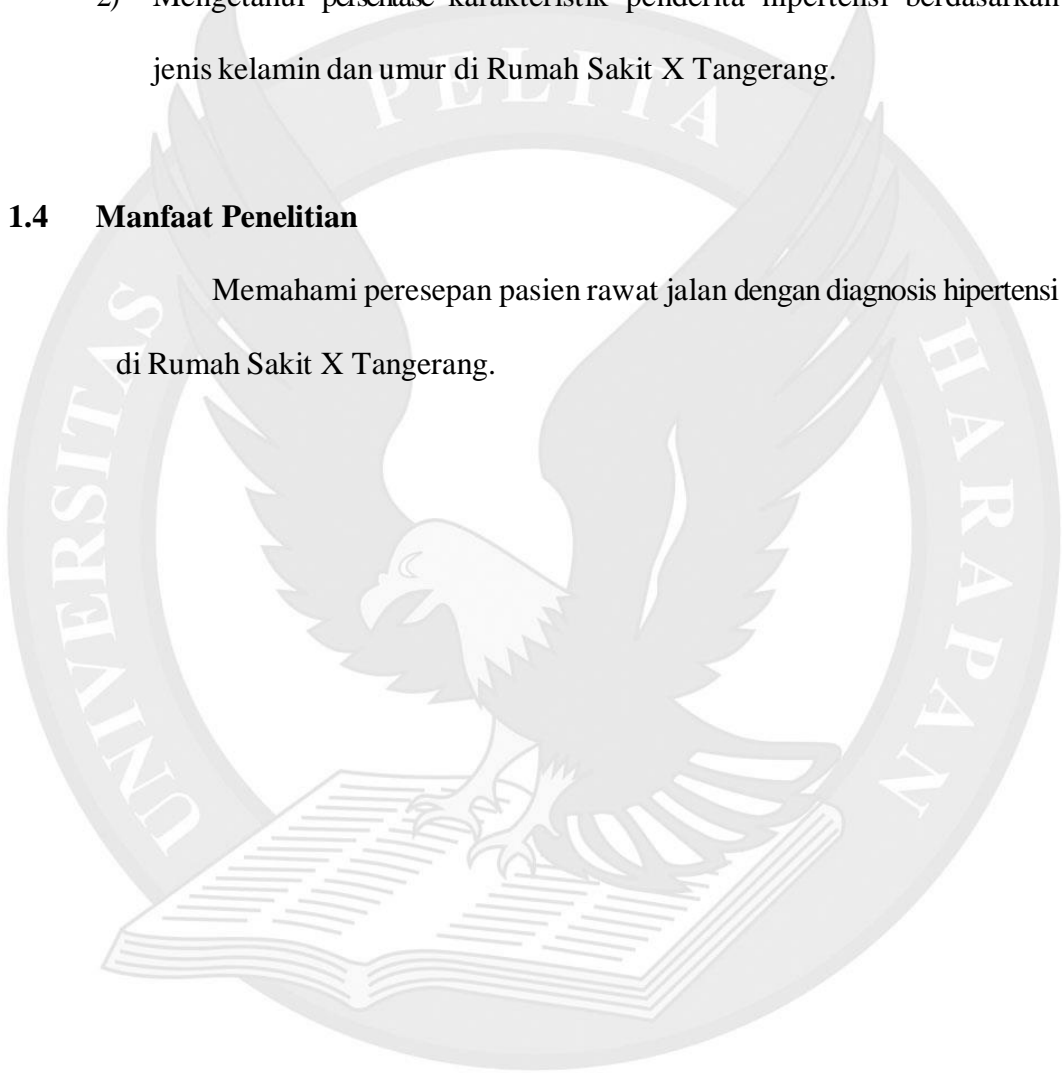 2) Mengetahui persentase karakteristik penderita hipertensi berdasarkan
jenis kelamin dan umur di Rumah Sakit X Tangerang.
1.4 Manfaat Penelitian
Memahami peresepan pasien rawat jalan dengan diagnosis hipertensi
di Rumah Sakit X Tangerang.
UNIVERSITAS PELITA HARAPAN